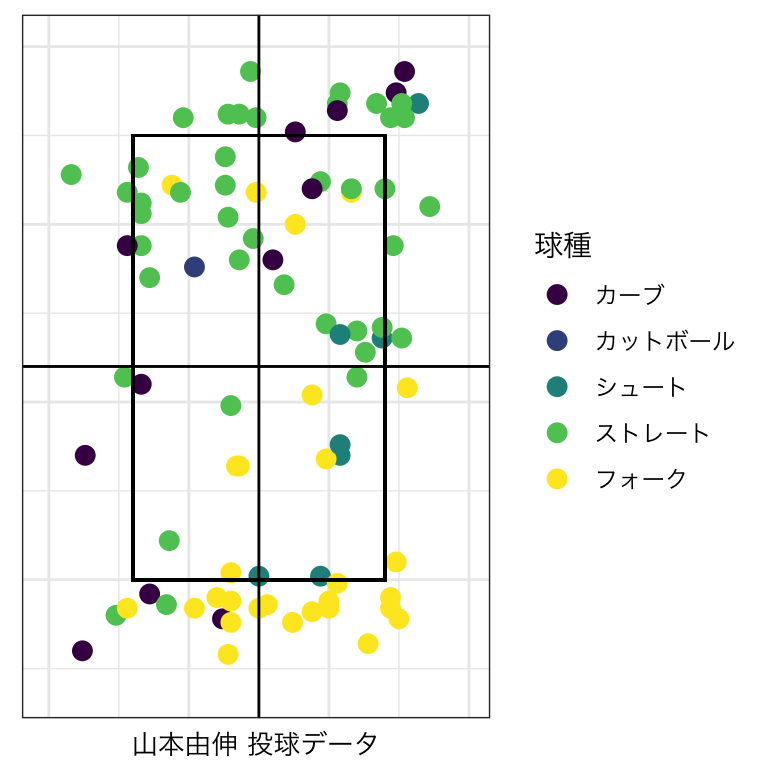 球種
カーブ
カットボール
シュート
ストレート
フォーク
山本由伸 投球データ